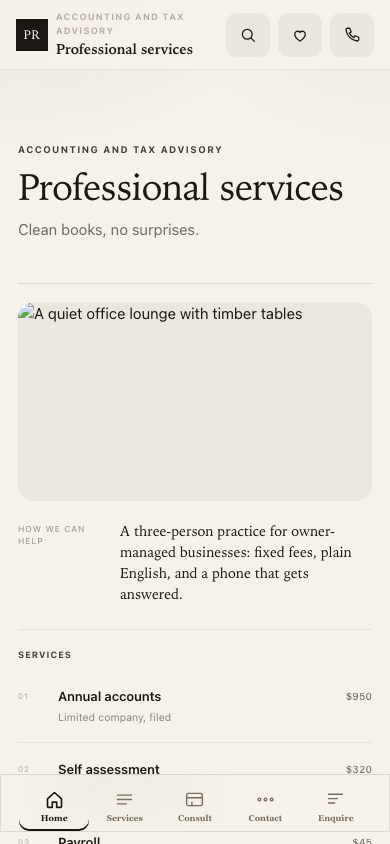 PR
ACCOUNTING AND TAX
ADVISORY
Professional services
ACCOUNTING AND TAX ADVISORY
Professional services
Clean books, no surprises.
A quiet office lounge with timber tables
HOW WE CAN
HELP
A three-person practice for owner-
managed businesses: fixed fees, plain
English, and a phone that gets
answered.
SERVICES
01 Annual accounts $950
Limited company, filed
02 Self assessment $320
Home Services Consult Contact Enquire
03 Payroll $45